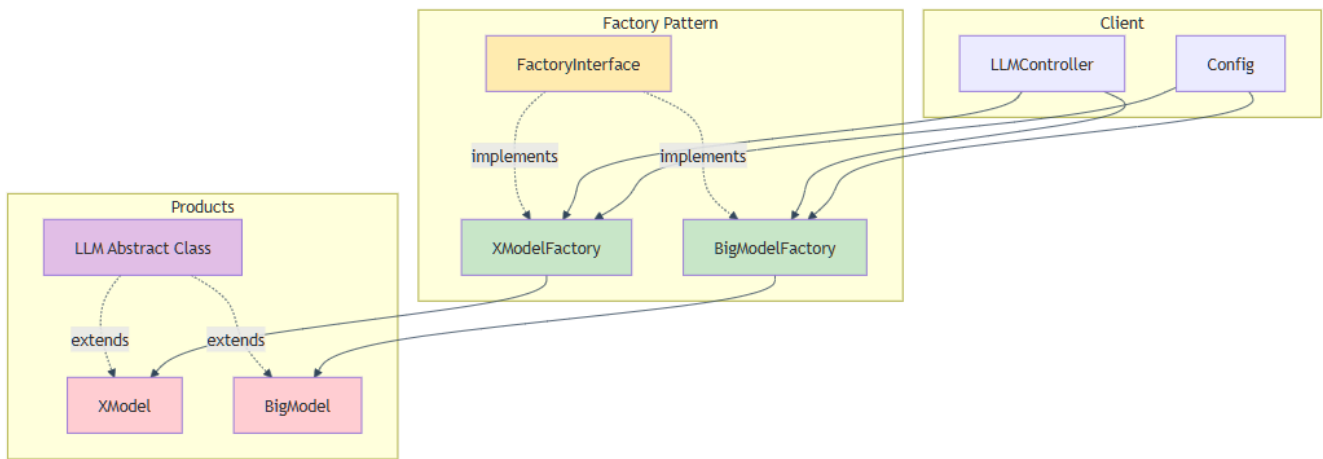 Factory Pattern
Client
FactoryInterface
LLMController
Config
implements
implements
Products
LLM Abstract Class
XModelFactory
BigModelFactory
extends
extends
XModel
BigModel